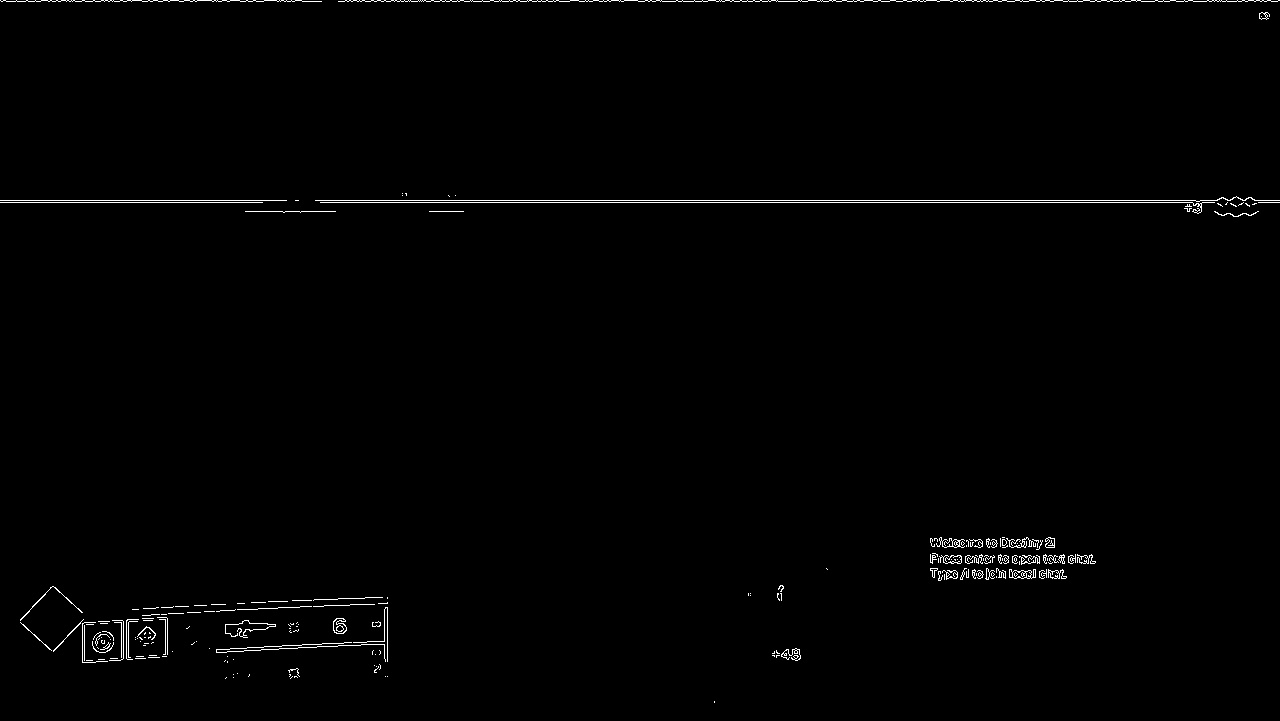 +3
Welcome to Destiny 2!
Press enter to open text chat.
Type /l to join local chat.
6
+48